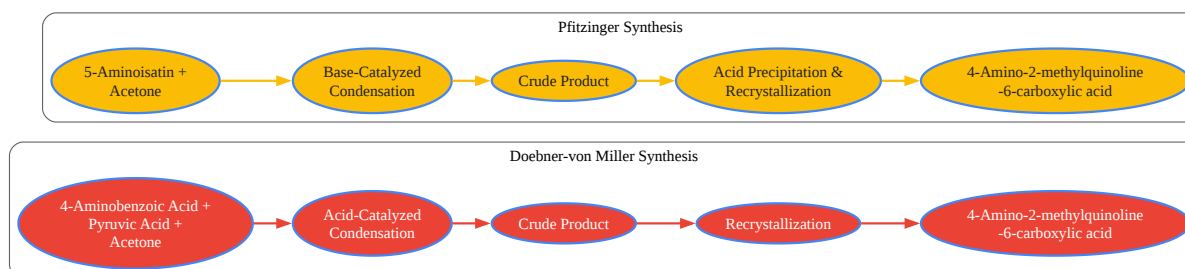 Pfitzinger Synthesis
5-Aminoisatin +
Acetone
Base-Catalyzed
Condensation
Crude Product
Acid Precipitation &
Recrystallization
4-Amino-2-methylquinoline
-6-carboxylic acid
Doebner-von Miller Synthesis
4-Aminobenzoic Acid +
Pyruvic Acid +
Acetone
Acid-Catalyzed
Condensation
Crude Product
Recrystallization
4-Amino-2-methylquinoline
-6-carboxylic acid